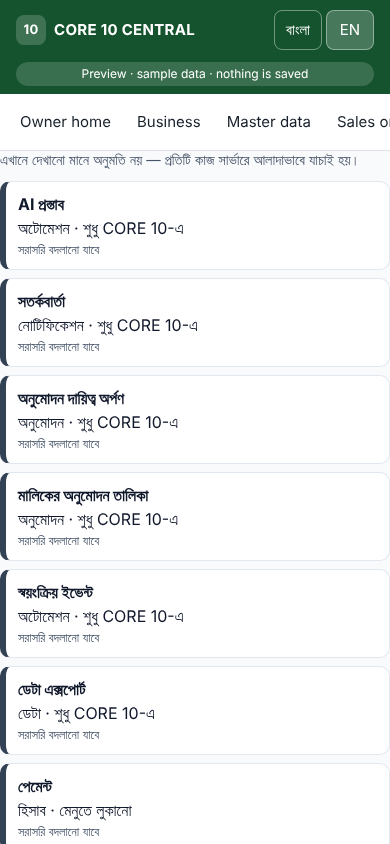 10 CORE 10 CENTRAL বাংলা EN
Preview · sample data · nothing is saved
Owner home Business Master data Sales o
এখানে দেখানো মানে অনুমতি নয় — প্রতিটি কাজ সার্ভারে আলাদাভাবে যাচাই হয়।
AI প্রস্তাব
অটোমেশন · শুধু CORE 10-এ
সরাসরি বদলানো যাবে
সতর্কবার্তা
নোটিফিকেশন · শুধু CORE 10-এ
সরাসরি বদলানো যাবে
অনুমোদন দায়িত্ব অর্পণ
অনুমোদন · শুধু CORE 10-এ
সরাসরি বদলানো যাবে
মালিকের অনুমোদন তালিকা
অনুমোদন · শুধু CORE 10-এ
সরাসরি বদলানো যাবে
স্বয়ংক্রিয় ইভেন্ট
অটোমেশন · শুধু CORE 10-এ
সরাসরি বদলানো যাবে
ডেটা এক্সপোর্ট
ডেটা · শুধু CORE 10-এ
সরাসরি বদলানো যাবে
পেমেন্ট
হিসাব · মেনুতে লুকানো
সরাসরি বদলানো যাবে